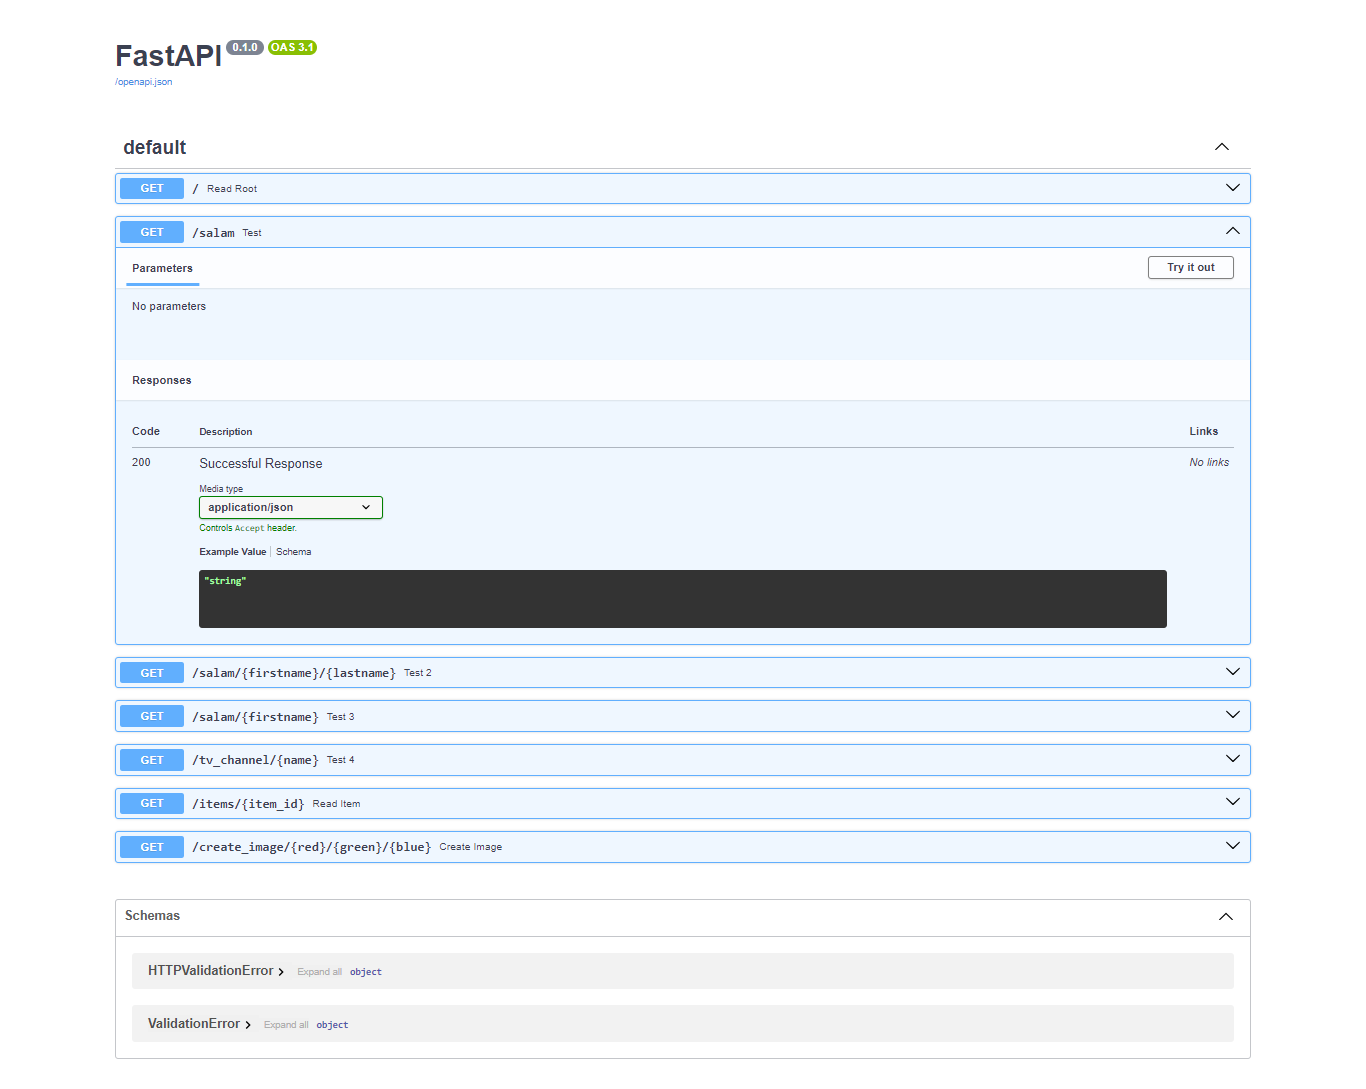 FastAPI 0.1.0 OAS 3.1
/openapi.json
default
GET / Read Root
GET /salam Test
Parameters Try it out
No parameters
Responses
Code Description Links
200 Successful Response No links
Media type
application/json
Controls Accept header.
Example Value | Schema
"string"
GET /salam/{firstname}/{lastname} Test 2
GET /salam/{firstname} Test 3
GET /tv_channel/{name} Test 4
GET /items/{item_id} Read Item
GET /create_image/{red}/{green}/{blue} Create Image
Schemas
HTTPValidationError Expand all object
ValidationError Expand all object